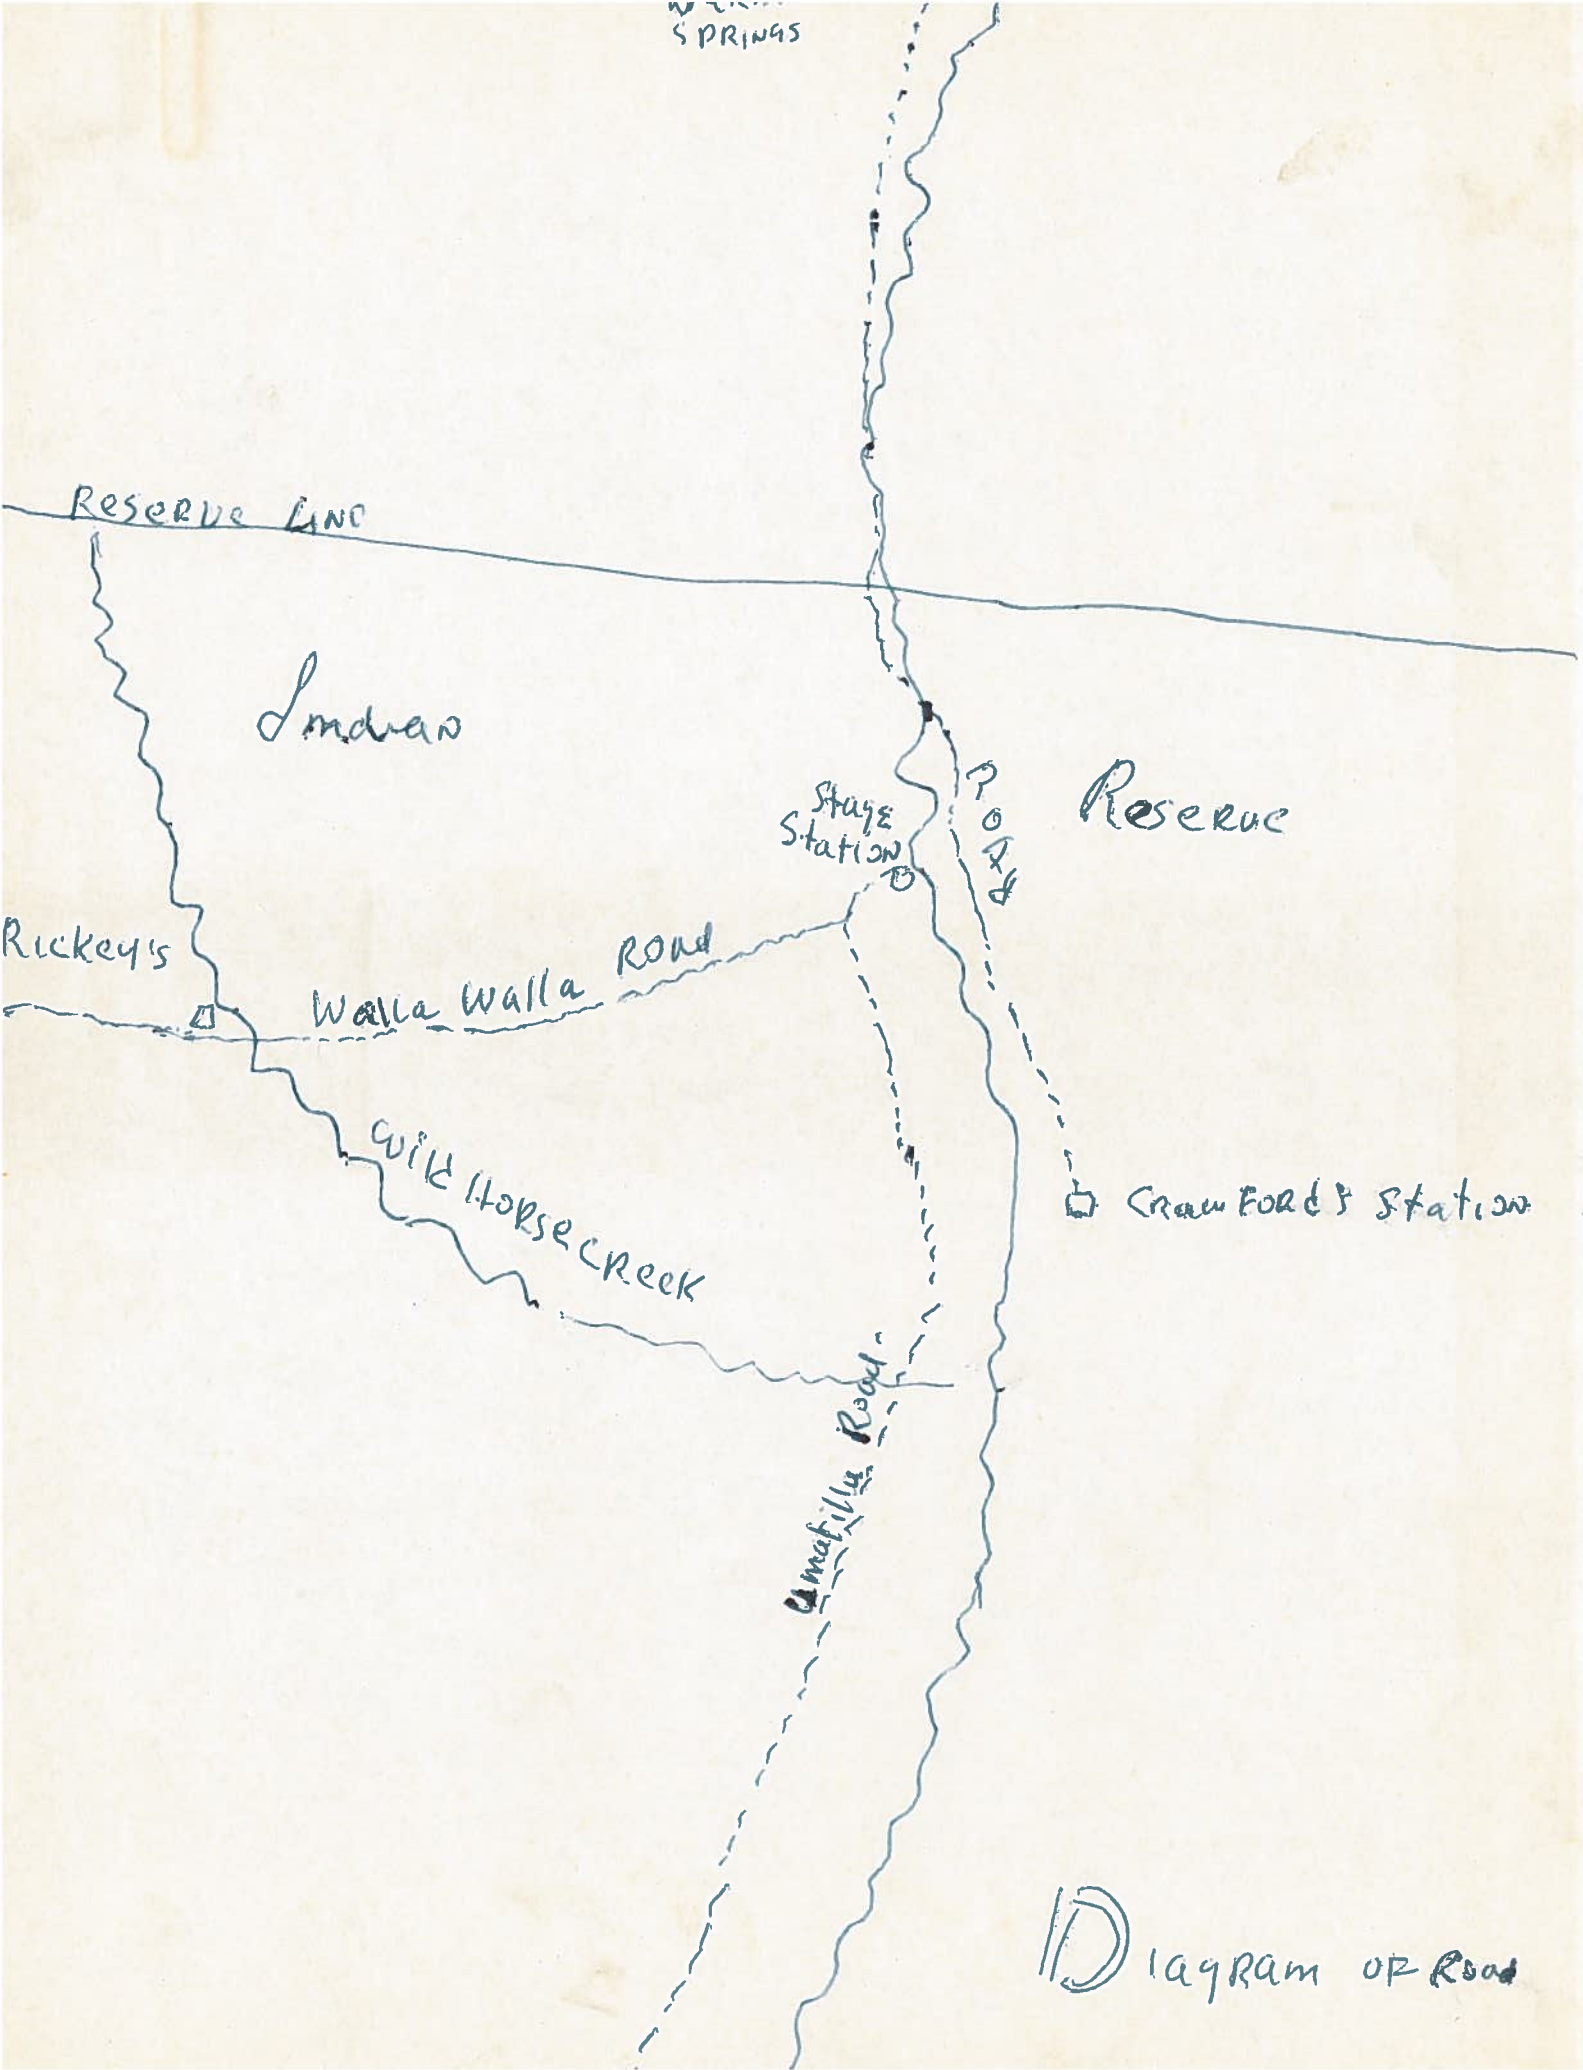 SPRINGS
Reserve Line
Indian
Reserve
Stage
Station
Rickey's
Walla Walla Road
Wild Horse Creek
Crawford's Station
Umatilla Road
Diagram of Road